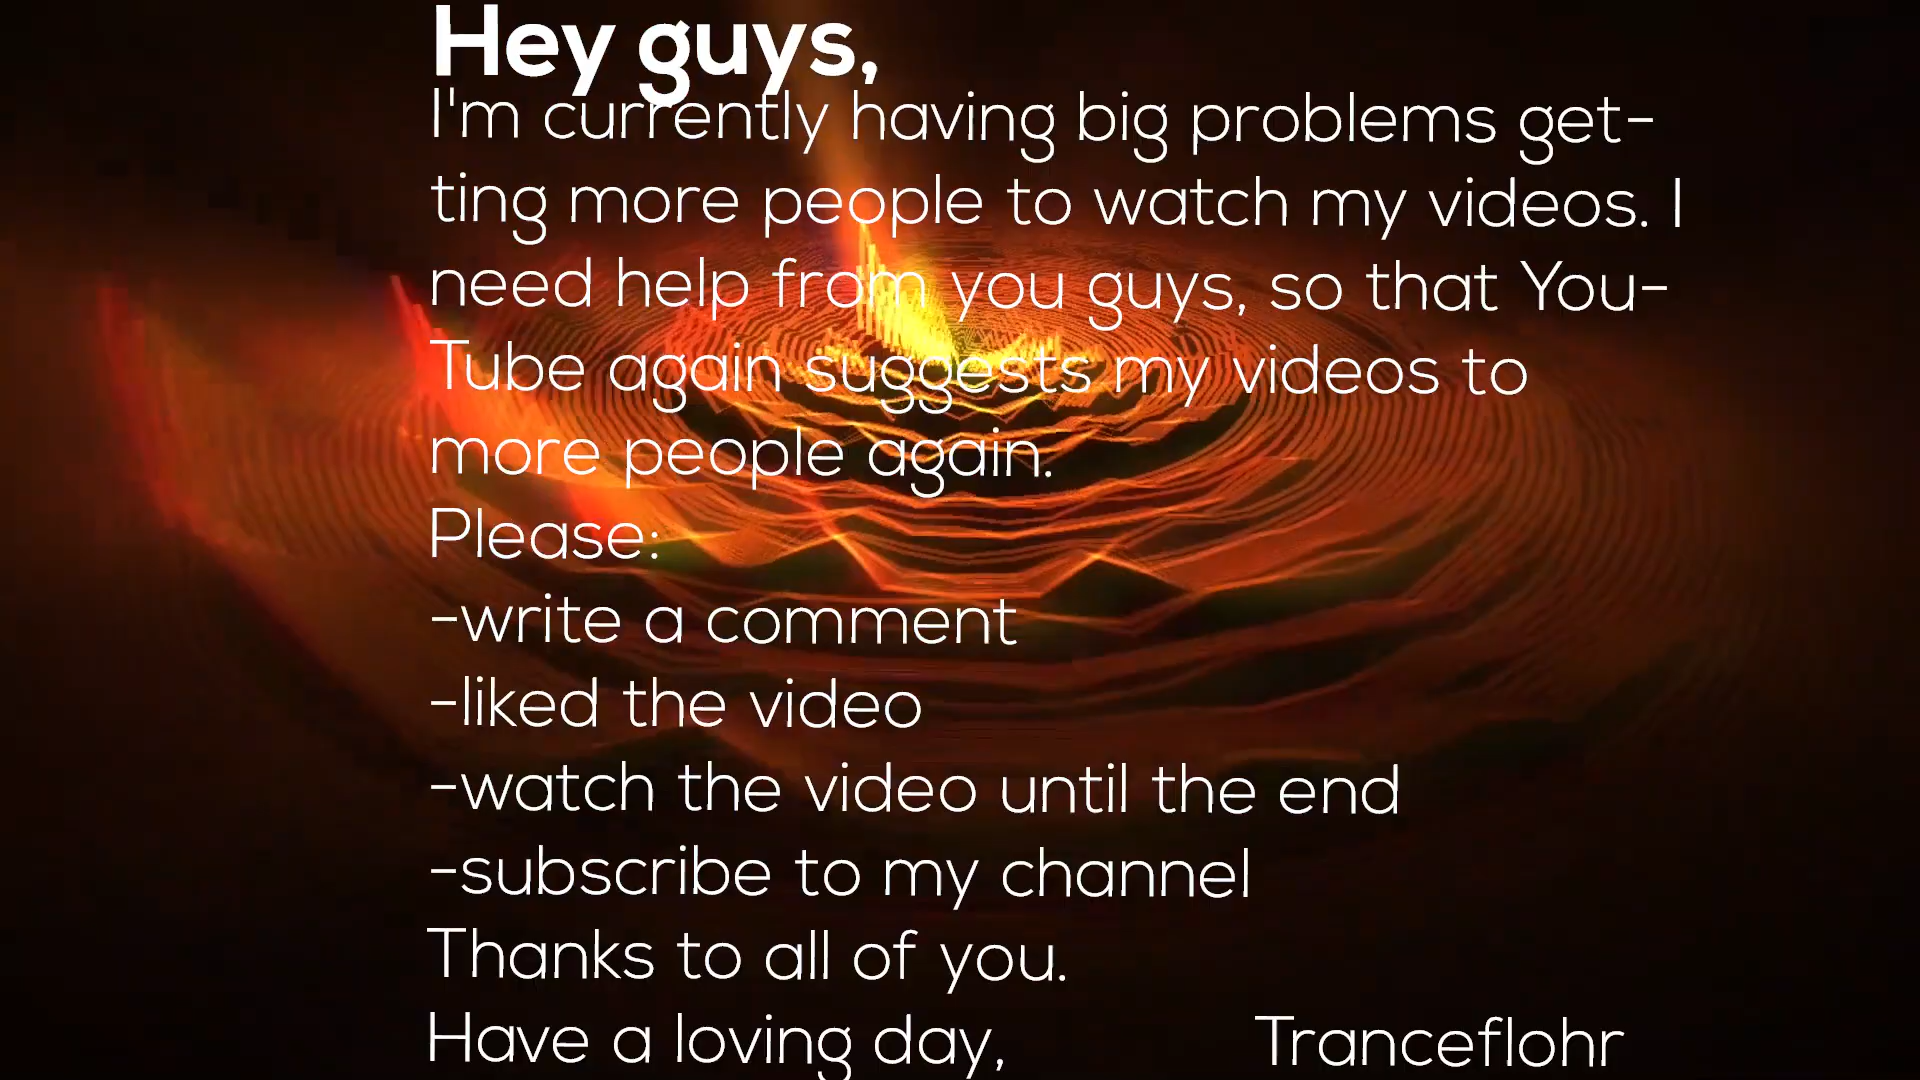 Hey guys,
I'm currently having big problems get-
ting more people to watch my videos. I
need help from you guys, so that You-
Tube again suggests my videos to
more people again.
Please:
-write a comment
-liked the video
-watch the video until the end
-subscribe to my channel
Thanks to all of you.
Have a loving day, Tranceflohr